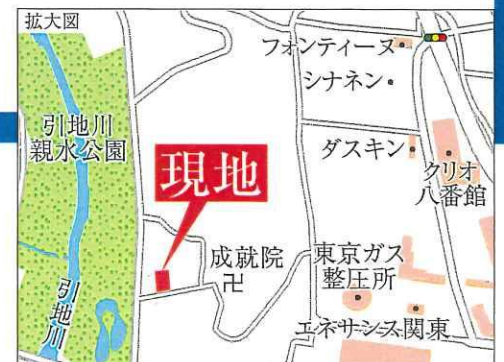 拡大図
フォンティーヌ
シナネン
引地川
親水公園
ダスキン
クリオ
八番館
現地
成就院
卍
東京ガス
整圧所
引地川
エネサンス関東